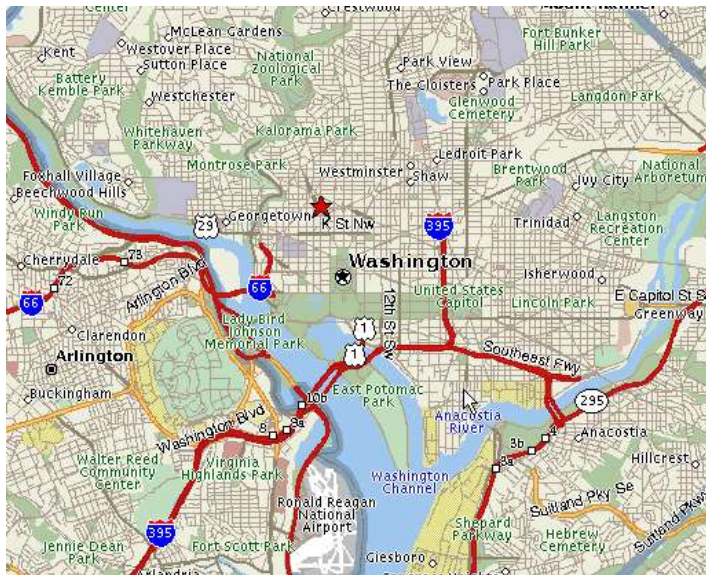 Center
Crestwood
McLean Gardens
Fort Bunker
Hill Park
Kent
Westover Place
Sutton Place
National
Zoological
Park
Park View
Battery
Kemble Park
The Cloisters
Park Place
Westchester
Glenwood
Cemetery
Langdon Park
Whitehaven
Parkway
Kalorama Park
Montrose Park
Westminster
Ledroit Park
Shaw
Brentwood
Park
National
Arboretum
Foxhall Village
Beechwood Hills
Ivy City
Windy Run
Park
29
Georgetown
K St Nw
395
Trinidad
Langston
Recreation
Center
Cherrydale
73
72
Arlington Blvd
66
66
Washington
Isherwood
United States
Capitol
Lincoln Park
E Capitol St S
Greenway
12th St Sw
Clarendon
Lady Bird
Johnson
Memorial Park
1
1
Southeast Fwy
Arlington
Buckingham
East Potomac
Park
10b
295
Anacostia
River
Washington Blvd
8
8a
4
3b
3a
Anacostia
Hillcrest
Walter Reed
Community
Center
Virginia
Highlands Park
Washington
Channel
Ronald Reagan
National
Airport
Suitland Pky Se
Suitland Pkw
395
Shepard
Parkway
Hebrew
Cemetery
Jennie Dean
Park
Fort Scott Park
Giesboro